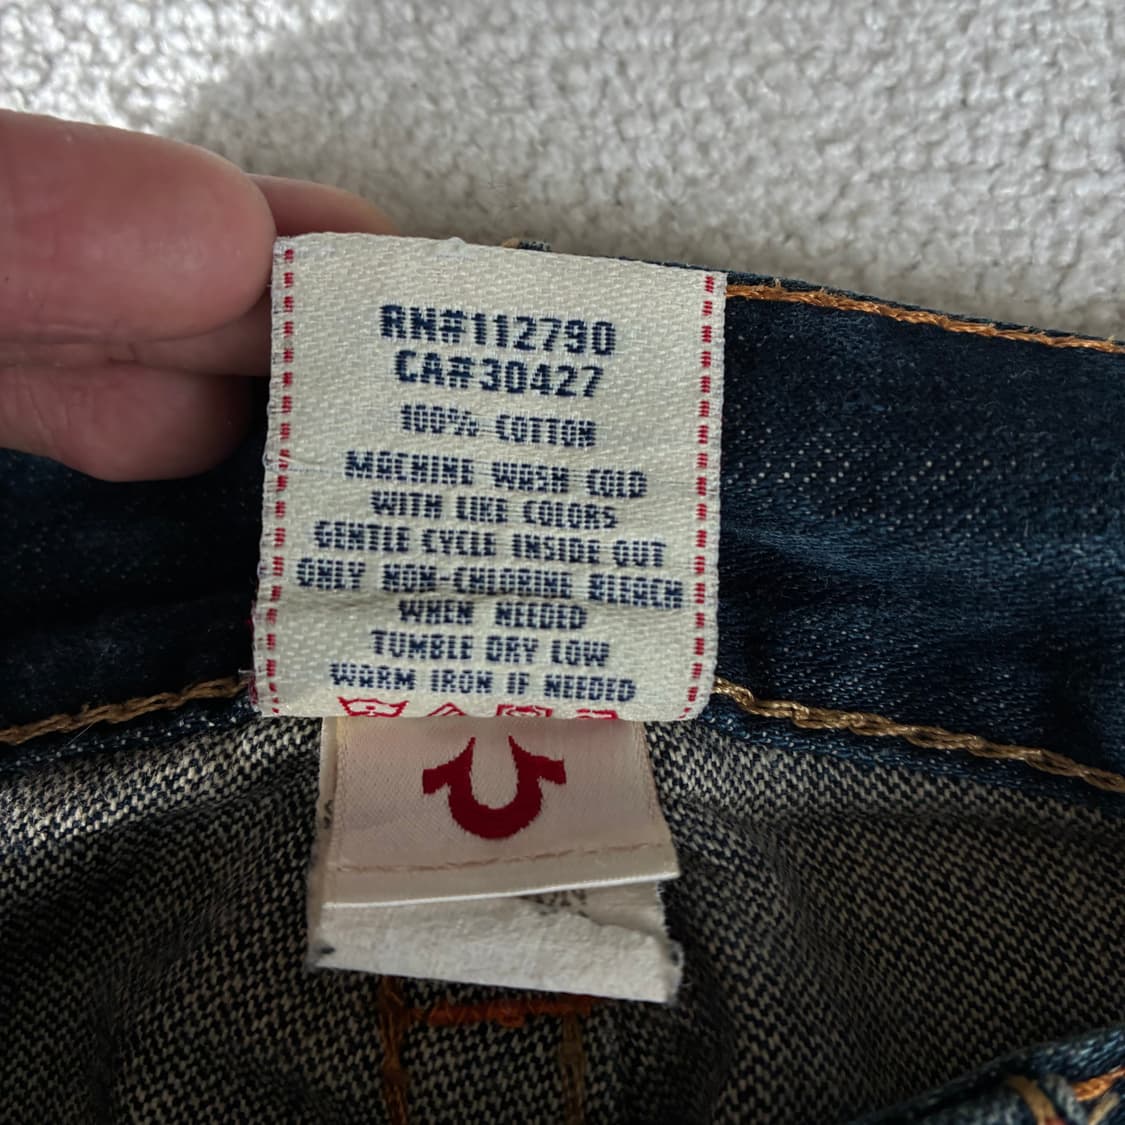 RN#112790
CA#30427
100% COTTON
MACHINE WASH COLD
WITH LIKE COLORS
GENTLE CYCLE INSIDE OUT
ONLY NON-CHLORINE BLEACH
WHEN NEEDED
TUMBLE DRY LOW
WARM IRON IF NEEDED